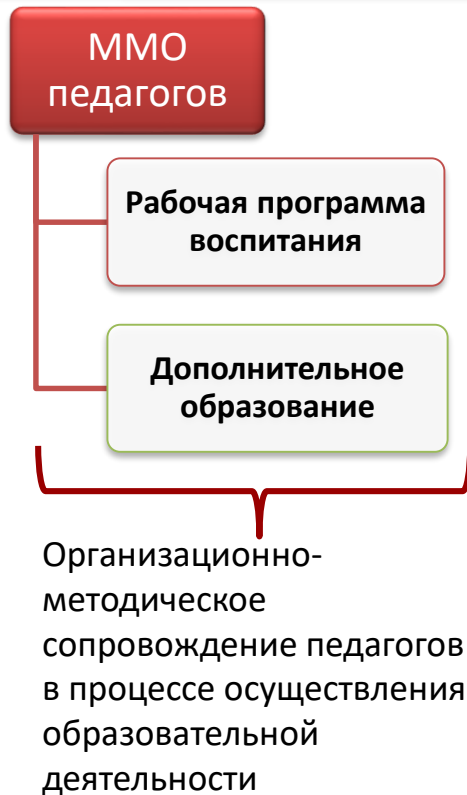 ММО
педагогов
Рабочая программа
воспитания
Дополнительное
образование
Организационно-
методическое
сопровождение педагогов
в процессе осуществления
образовательной
деятельности